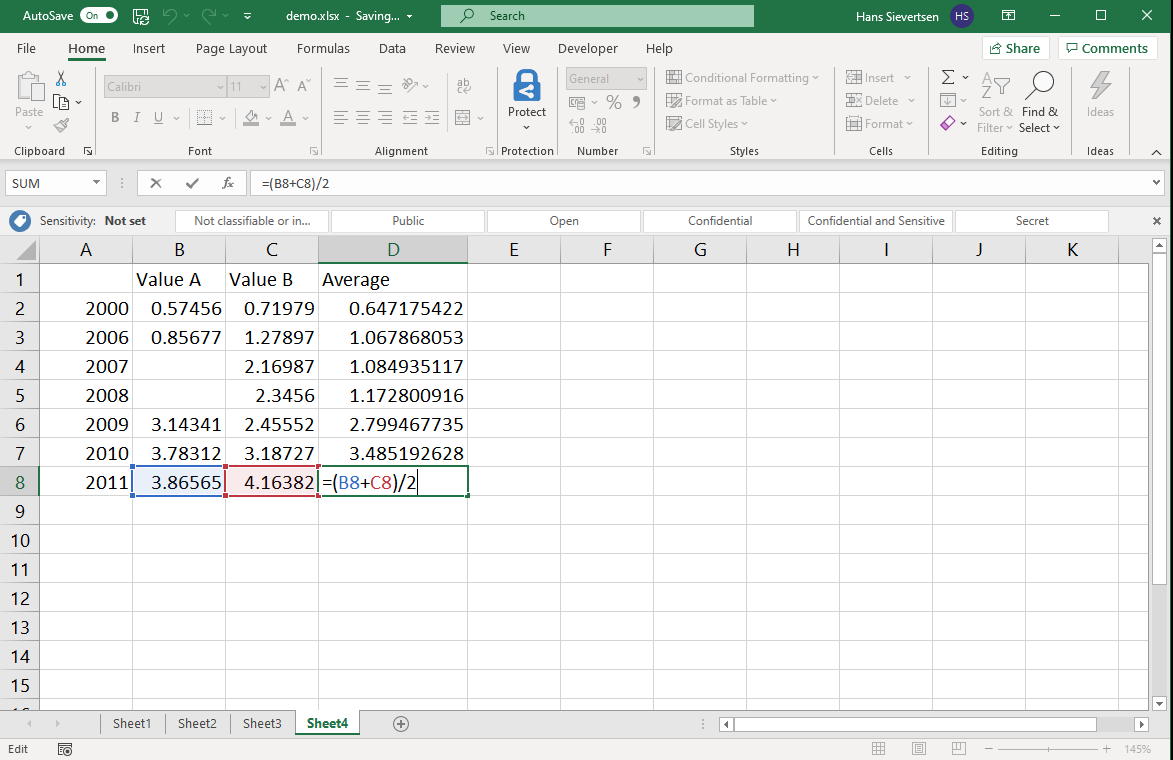 AutoSave On demo.xlsx - Saving... Search Hans Sievertsen HS
File Home Insert Page Layout Formulas Data Review View Developer Help Share Comments
Calibri 11 General Conditional Formatting Insert
Paste B I U A ab Protect % Format as Table Delete Sort & Filter Find & Select Ideas
Cell Styles Format
Clipboard Font Alignment Protection Number Styles Cells Editing Ideas
SUM fx =(B8+C8)/2
Sensitivity: Not set Not classifiable or in... Public Open Confidential Confidential and Sensitive Secret
A B C D E F G H I J K
1 Value A Value B Average
2 2000 0.57456 0.71979 0.647175422
3 2006 0.85677 1.27897 1.067868053
4 2007 2.16987 1.084935117
5 2008 2.3456 1.172800916
6 2009 3.14341 2.45552 2.799467735
7 2010 3.78312 3.18727 3.485192628
8 2011 3.86565 4.16382 =(B8+C8)/2
9
10
11
12
13
14
15
Sheet1 Sheet2 Sheet3 Sheet4
Edit 145%